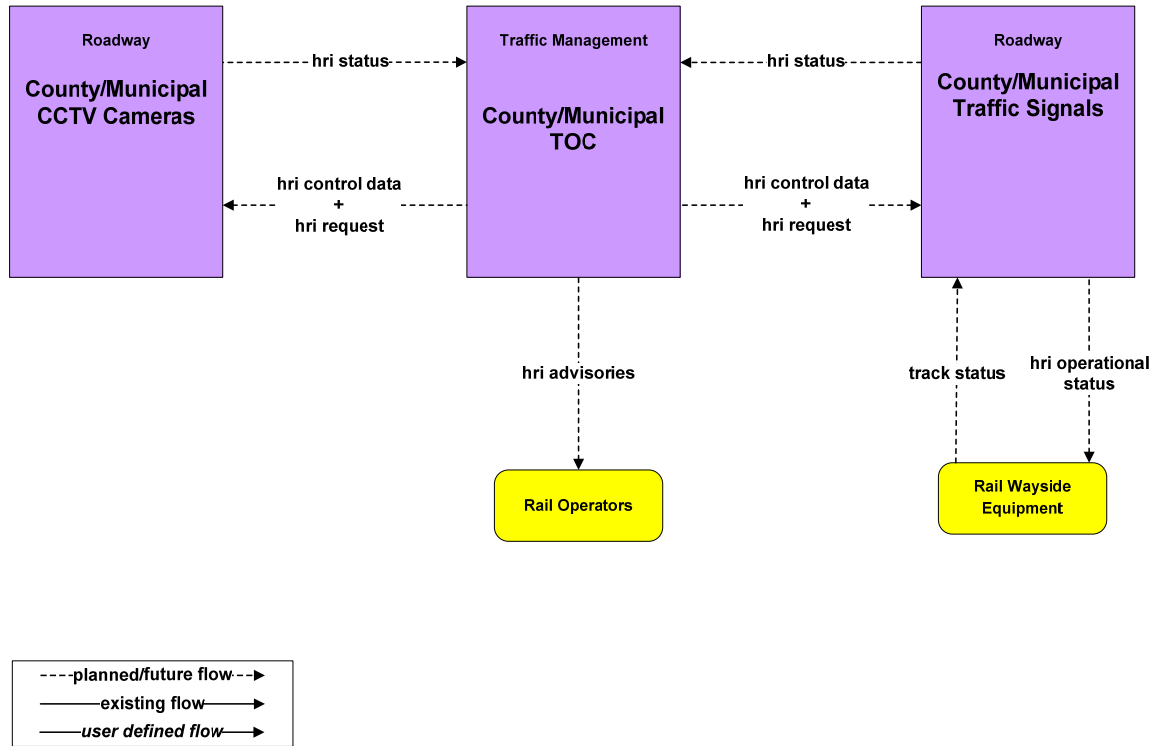 Roadway
County/Municipal
CCTV Cameras
hri status
Traffic Management
County/Municipal
TOC
hri status
Roadway
County/Municipal
Traffic Signals
hri control data
+
hri request
hri control data
+
hri request
hri advisories
track status
hri operational
status
Rail Operators
Rail Wayside
Equipment
planned/future flow
existing flow
user defined flow